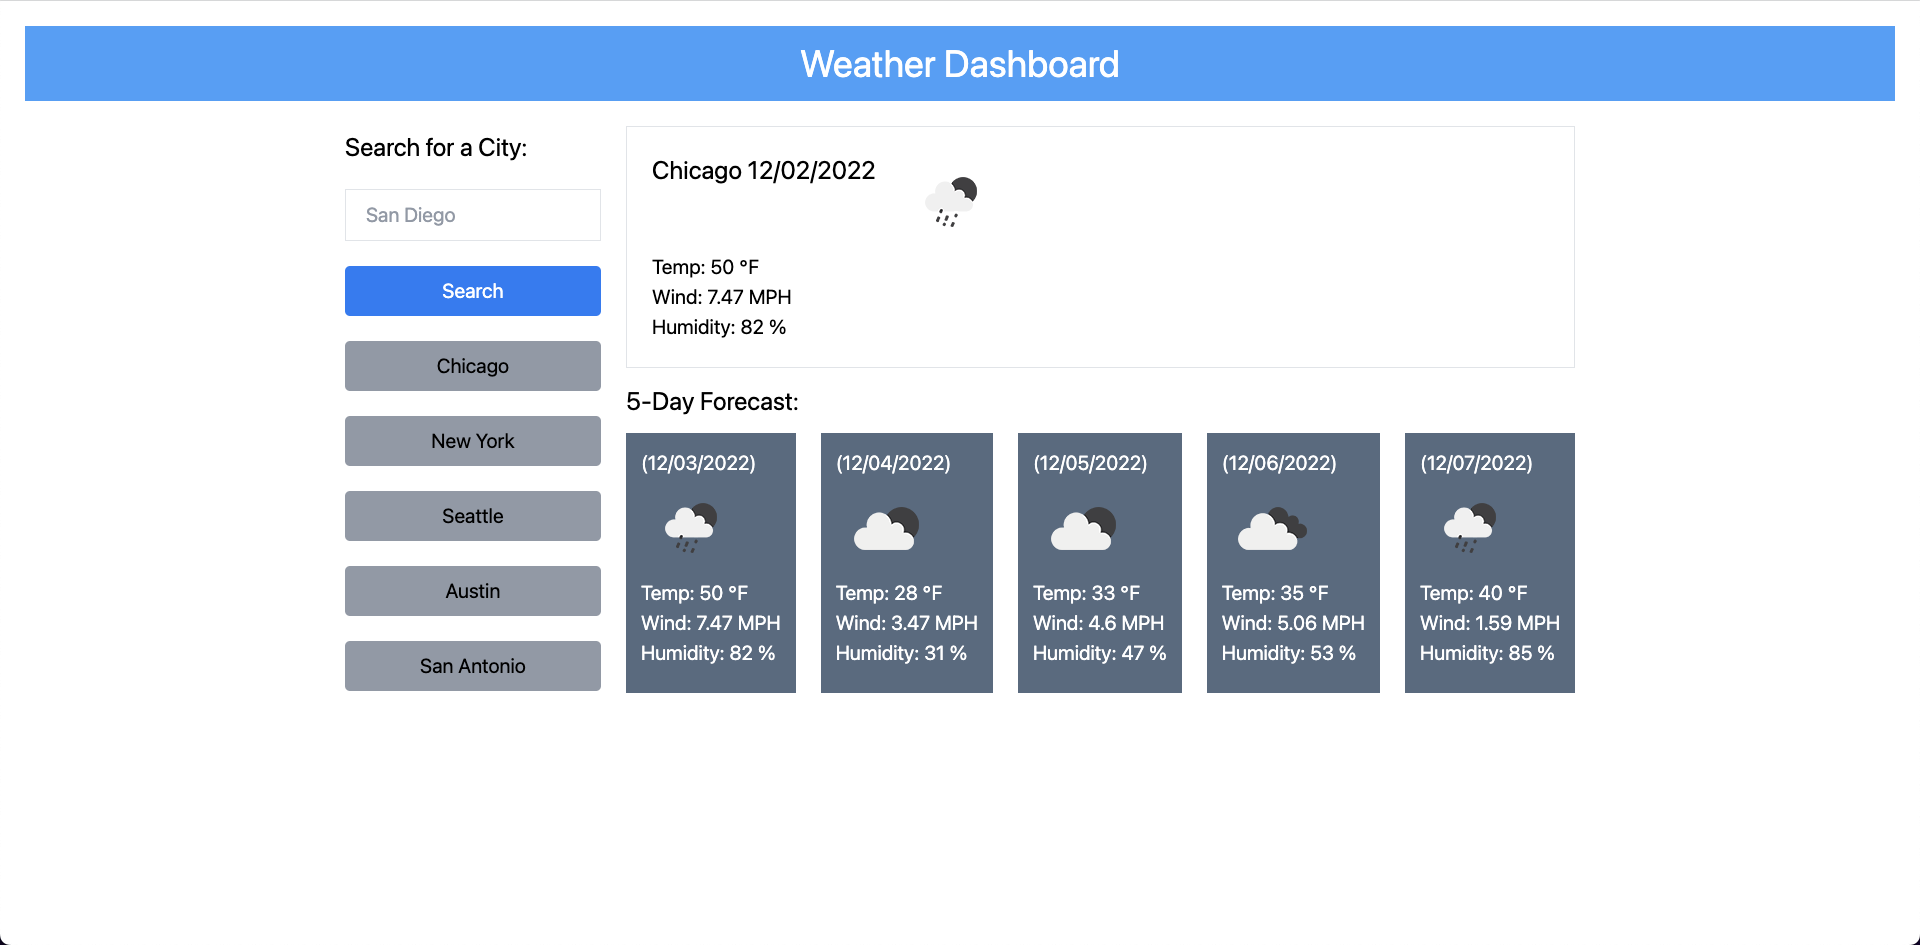 Weather Dashboard
Search for a City:
San Diego
Search
Chicago
New York
Seattle
Austin
San Antonio
Chicago 12/02/2022
Temp: 50 °F
Wind: 7.47 MPH
Humidity: 82 %
5-Day Forecast:
(12/03/2022)
Temp: 50 °F
Wind: 7.47 MPH
Humidity: 82 %
(12/04/2022)
Temp: 28 °F
Wind: 3.47 MPH
Humidity: 31 %
(12/05/2022)
Temp: 33 °F
Wind: 4.6 MPH
Humidity: 47 %
(12/06/2022)
Temp: 35 °F
Wind: 5.06 MPH
Humidity: 53 %
(12/07/2022)
Temp: 40 °F
Wind: 1.59 MPH
Humidity: 85 %